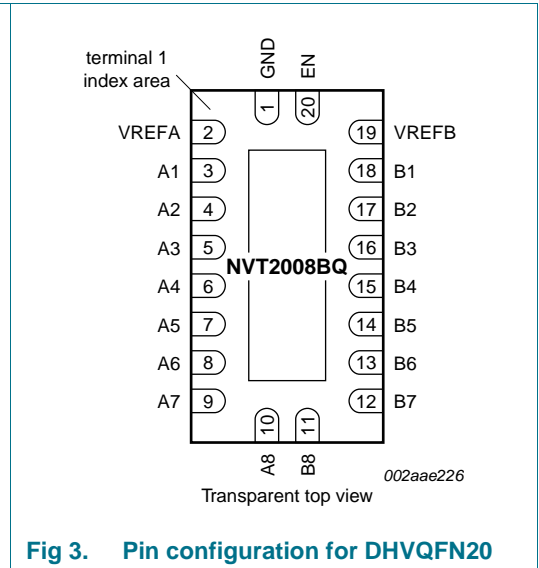 terminal 1
index area
GND
EN
1
20
VREFA 2
19 VREFB
A1 3
18 B1
A2 4
17 B2
A3 5
16 B3
NVT2008BQ
A4 6
15 B4
A5 7
14 B5
A6 8
13 B6
A7 9
12 B7
10
11
A8
B8
002aae226
Transparent top view
Fig 3. Pin configuration for DHVQFN20